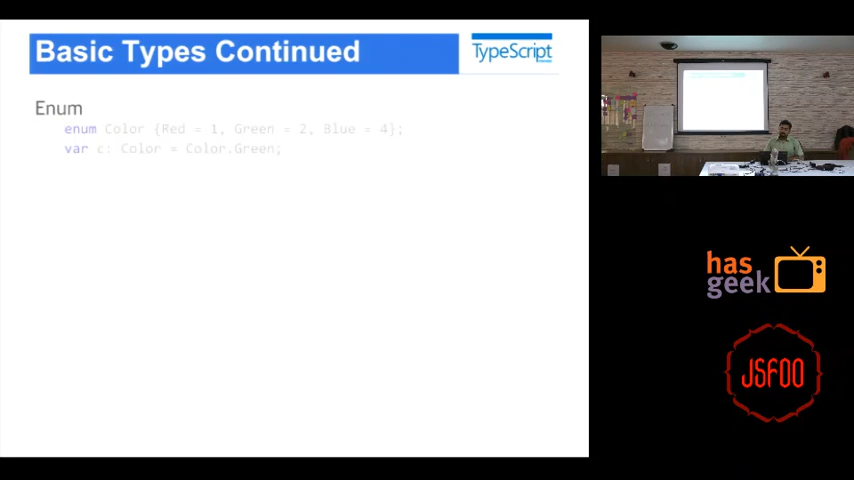 Basic Types Continued
TypeScript
Enum
enum Color {Red = 1, Green = 2, Blue = 4};
var c: Color = Color.Green;
has
geek
JSFOO